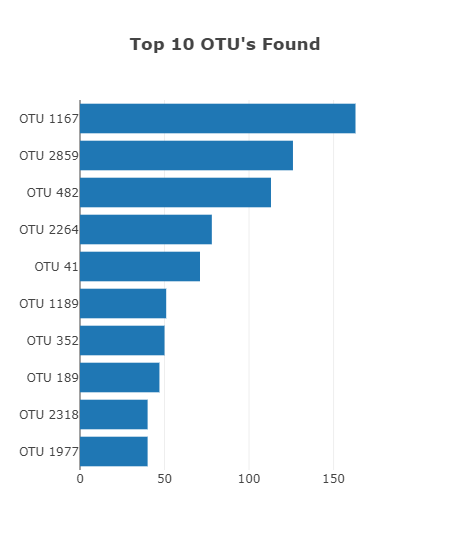 Top 10 OTU's Found
OTU 1167
OTU 2859
OTU 482
OTU 2264
OTU 41
OTU 1189
OTU 352
OTU 189
OTU 2318
OTU 1977
0 50 100 150